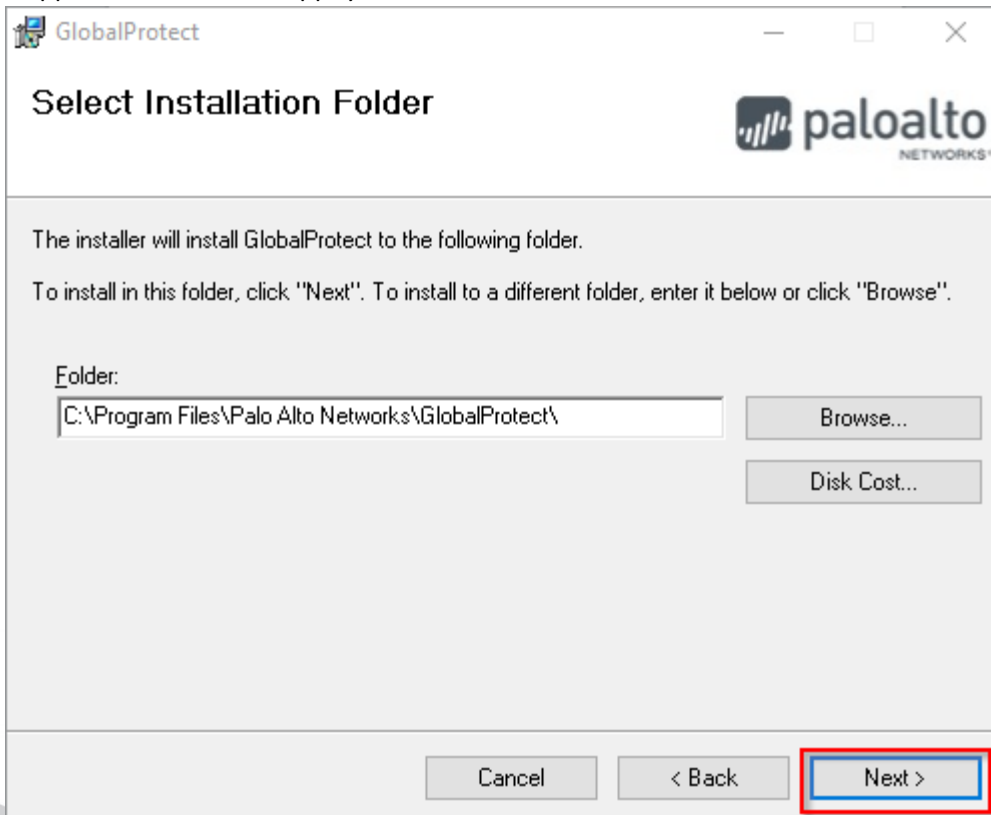 GlobalProtect
Select Installation Folder
paloalto
NETWORKS
The installer will install GlobalProtect to the following folder.
To install in this folder, click "Next". To install to a different folder, enter it below or click "Browse".
Folder:
C:\Program Files\Palo Alto Networks\GlobalProtect\
Browse...
Disk Cost...
Cancel
< Back
Next >